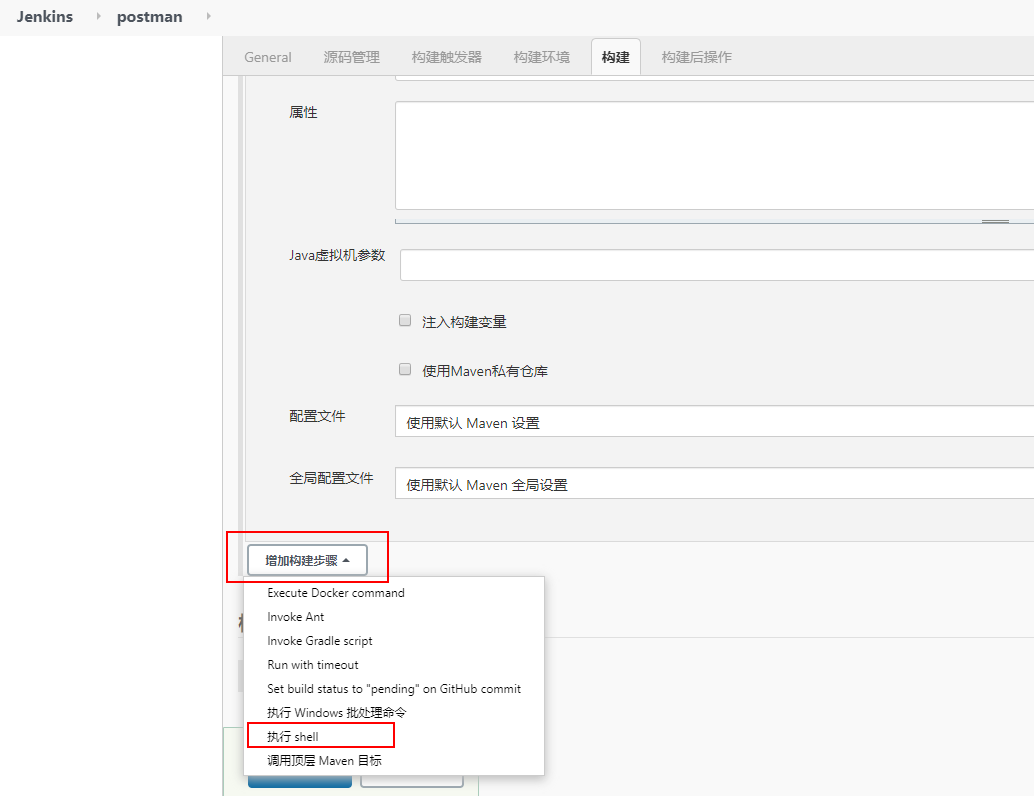 Jenkins postman
General 源码管理 构建触发器 构建环境 构建 构建后操作
属性
Java虚拟机参数
注入构建变量
使用Maven私有仓库
配置文件 使用默认 Maven 设置
全局配置文件 使用默认 Maven 全局设置
增加构建步骤
Execute Docker command
Invoke Ant
Invoke Gradle script
Run with timeout
Set build status to "pending" on GitHub commit
执行 Windows 批处理命令
执行 shell
调用顶层 Maven 目标